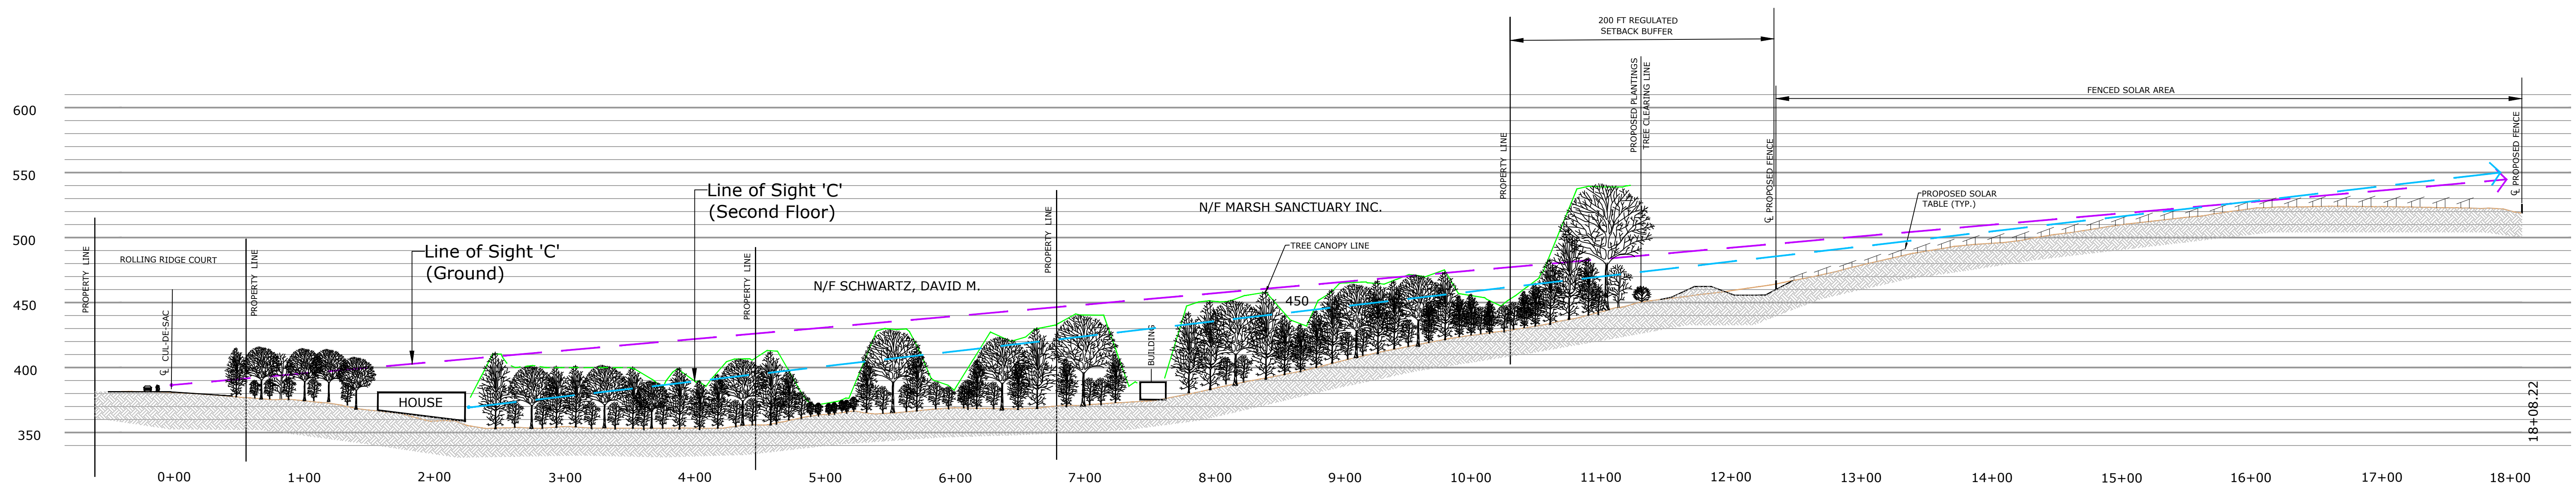 200 FT REGULATED
SETBACK BUFFER
FENCED SOLAR AREA
600
550
500
450
400
350
PROPERTY LINE
ROLLING RIDGE COURT
℄ CUL-DE-SAC
PROPERTY LINE
HOUSE
Line of Sight 'C'
(Ground)
Line of Sight 'C'
(Second Floor)
PROPERTY LINE
N/F SCHWARTZ, DAVID M.
PROPERTY LINE
BUILDING
N/F MARSH SANCTUARY INC.
TREE CANOPY LINE
450
PROPERTY LINE
PROPOSED PLANTINGS
TREE CLEARING LINE
℄ PROPOSED FENCE
PROPOSED SOLAR
TABLE (TYP.)
℄ PROPOSED FENCE
18+08.22
0+00
1+00
2+00
3+00
4+00
5+00
6+00
7+00
8+00
9+00
10+00
11+00
12+00
13+00
14+00
15+00
16+00
17+00
18+00